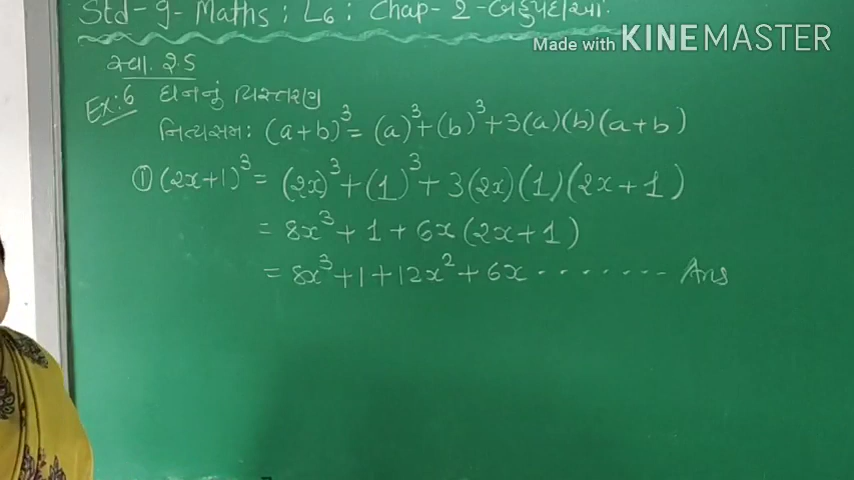 Std-9-Maths: L6: Chap-2-બહુપદીઓ.
Made with KINEMASTER
સ્વા. ૨.5
Ex:6 ઘનનું વિસ્તરણ
નિત્યસમ: (a+b)³ = (a)³+(b)³+3(a)(b)(a+b)
① (2x+1)³ = (2x)³+(1)³+3(2x)(1)(2x+1)
= 8x³+1+6x(2x+1)
= 8x³+1+12x²+6x ........ Ans